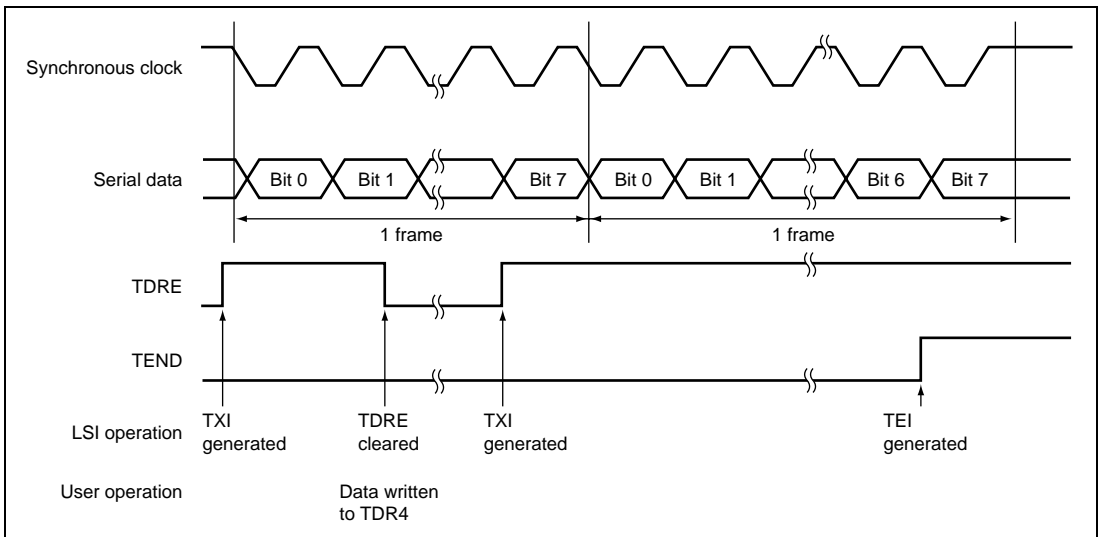 Synchronous clock
Serial data
Bit 0 Bit 1 Bit 7 Bit 0 Bit 1 Bit 6 Bit 7
1 frame 1 frame
TDRE
TEND
LSI operation
TXI
generated
TDRE
cleared
TXI
generated
TEI
generated
User operation
Data written
to TDR4